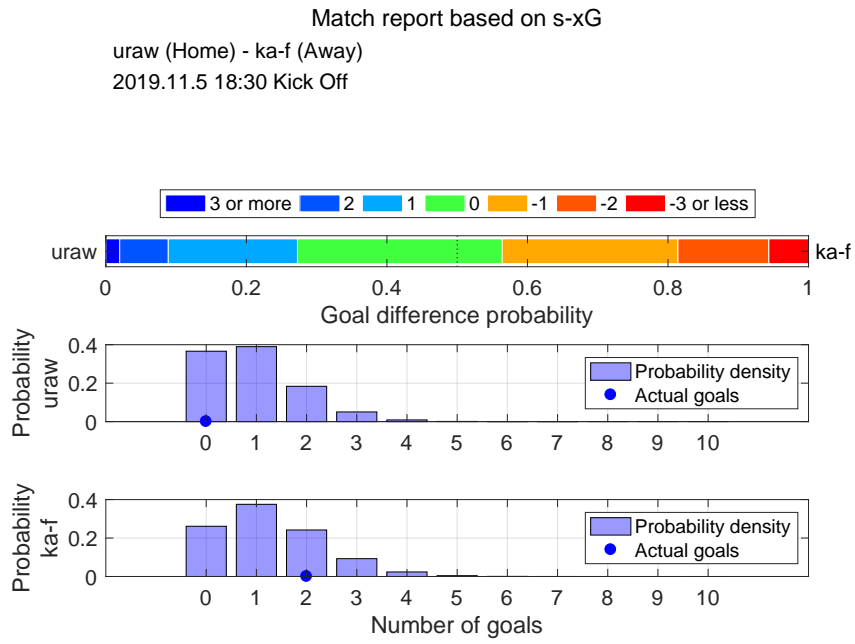 Match report based on s-xG
uraw (Home) - ka-f (Away)
2019.11.5 18:30 Kick Off
3 or more 2 1 0 -1 -2 -3 or less
uraw ka-f
0 0.2 0.4 0.6 0.8 1
Goal difference probability
Probability
uraw
0.4
0.2
0
Probability density
Actual goals
0 1 2 3 4 5 6 7 8 9 10
Probability
ka-f
0.4
0.2
0
Probability density
Actual goals
0 1 2 3 4 5 6 7 8 9 10
Number of goals